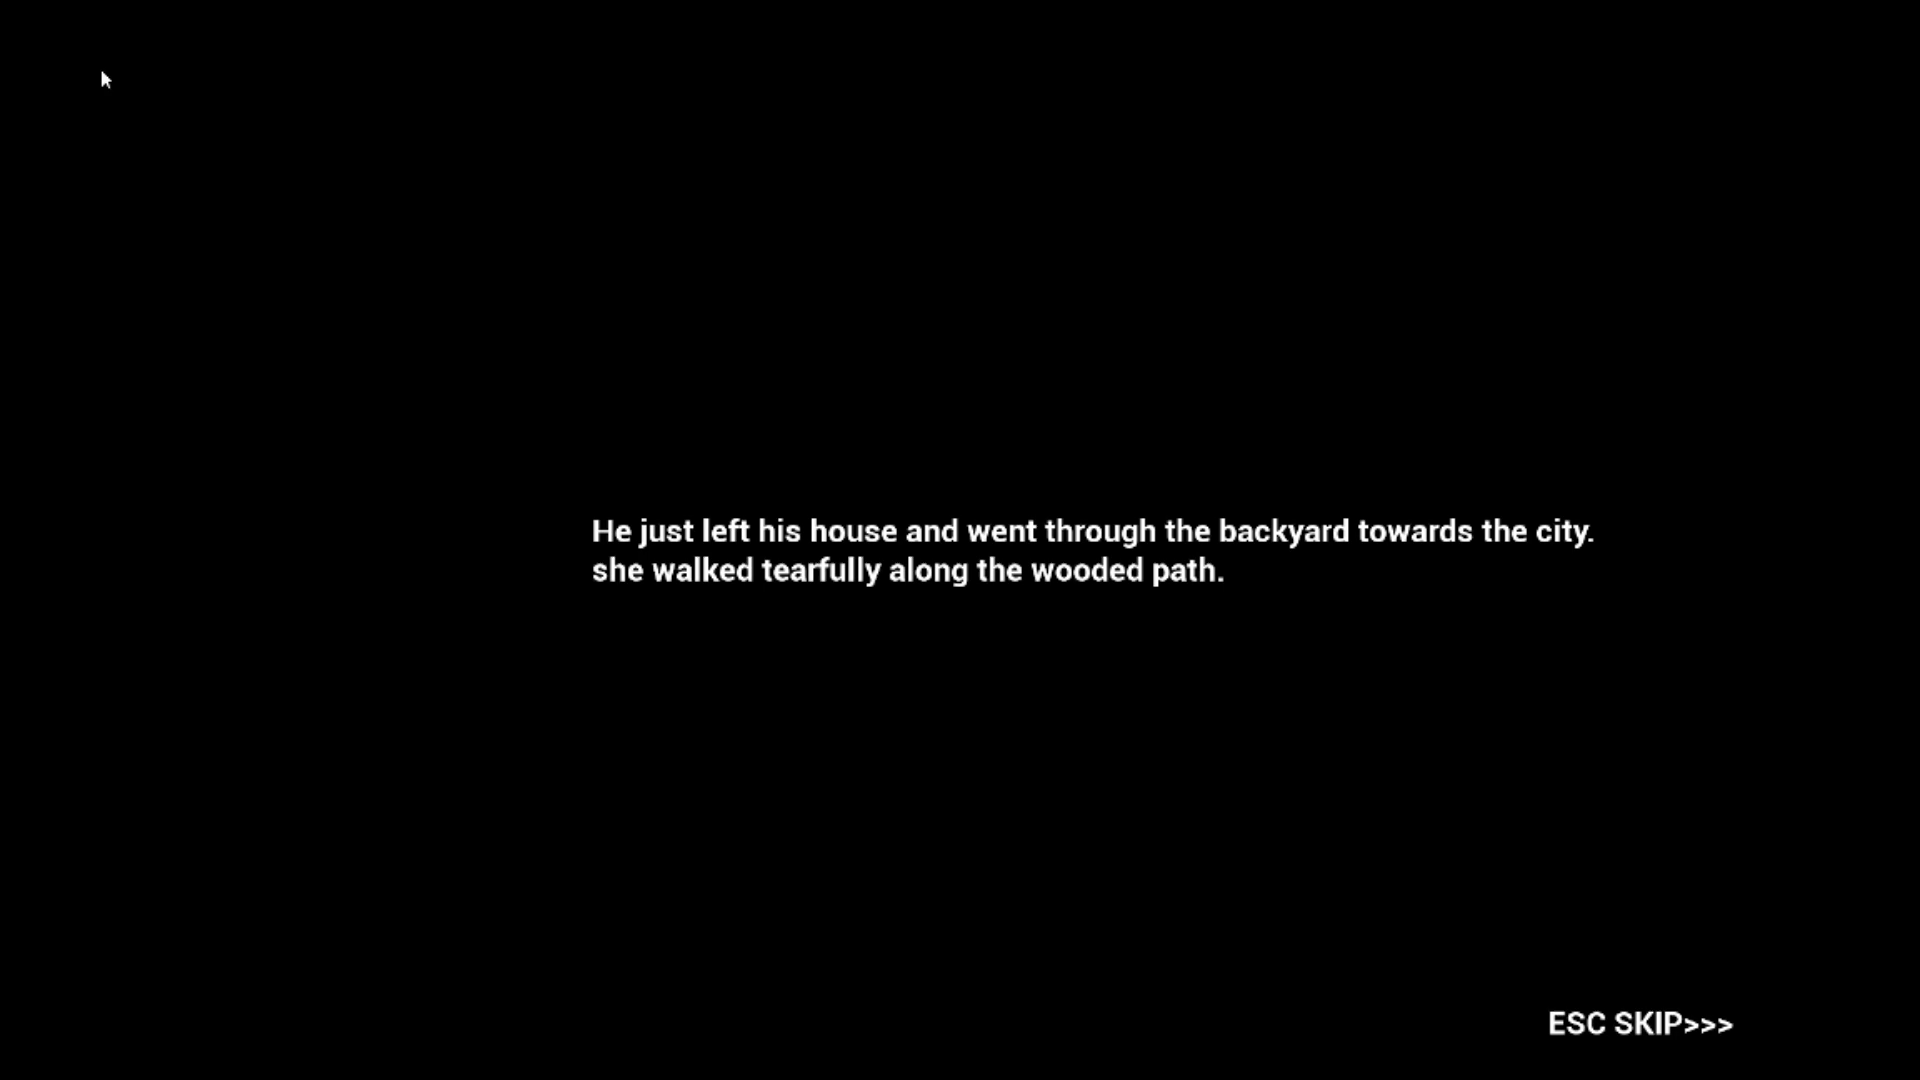 He just left his house and went through the backyard towards the city.
she walked tearfully along the wooded path.
ESC SKIP>>>